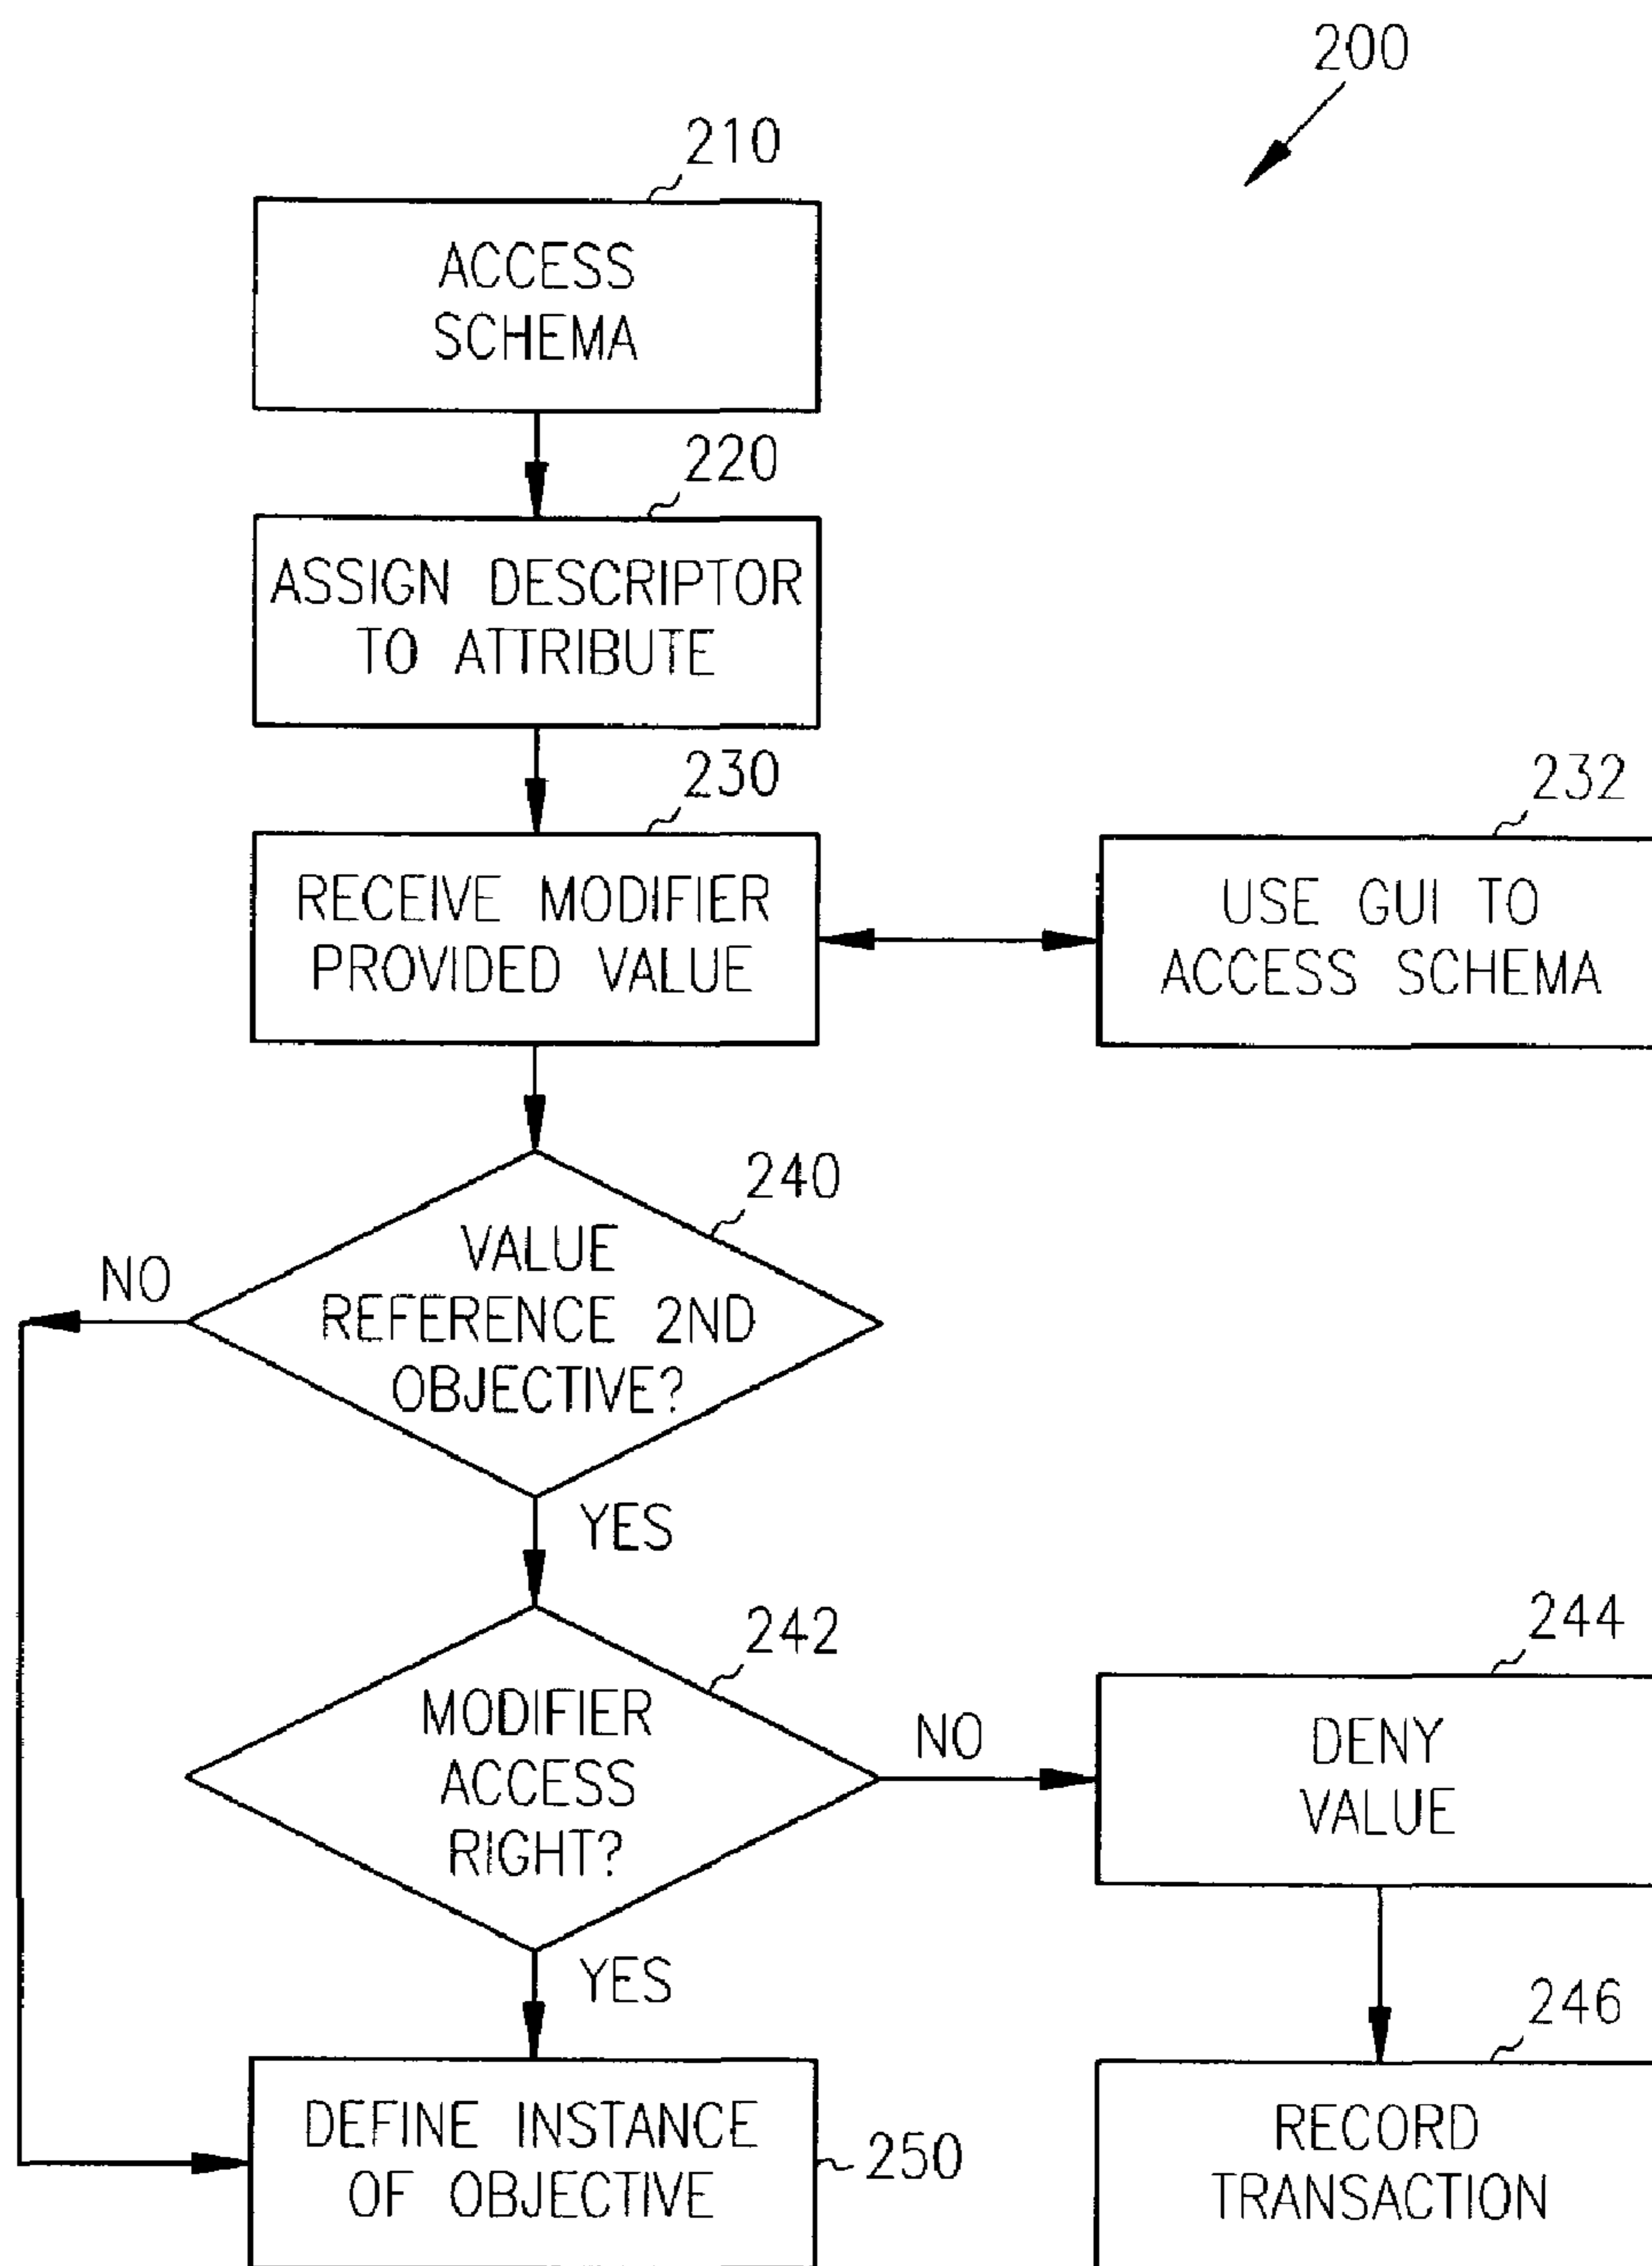 200
210
ACCESS
SCHEMA
220
ASSIGN DESCRIPTOR
TO ATTRIBUTE
230
RECEIVE MODIFIER
PROVIDED VALUE
232
USE GUI TO
ACCESS SCHEMA
240
VALUE
REFERENCE 2ND
OBJECTIVE?
NO
YES
242
MODIFIER
ACCESS
RIGHT?
NO
244
DENY
VALUE
YES
246
RECORD
TRANSACTION
DEFINE INSTANCE
OF OBJECTIVE
250